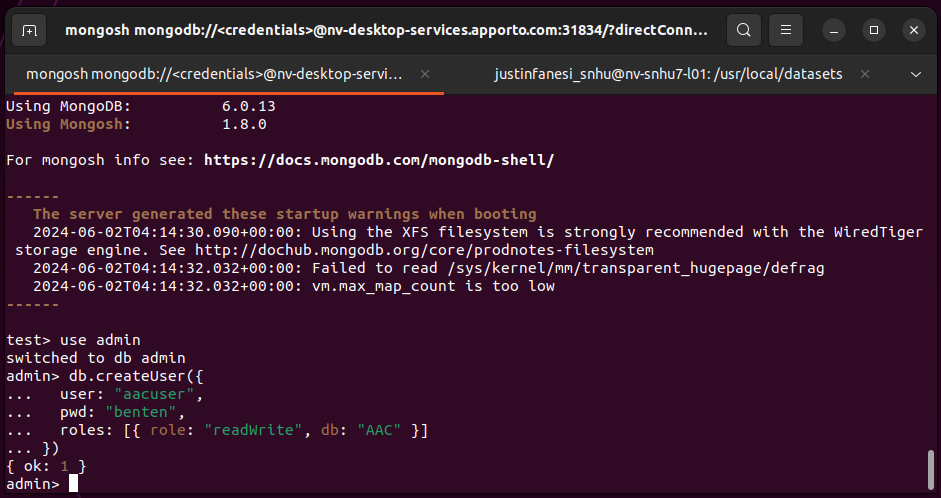 mongosh mongodb://<credentials>@nv-desktop-services.apporto.com:31834/?directConn...
mongosh mongodb://<credentials>@nv-desktop-servi... justinfanesi_snhu@nv-snhu7-l01: /usr/local/datasets
Using MongoDB:          6.0.13
Using Mongosh:          1.8.0
For mongosh info see: https://docs.mongodb.com/mongodb-shell/
------
   The server generated these startup warnings when booting
   2024-06-02T04:14:30.090+00:00: Using the XFS filesystem is strongly recommended with the WiredTiger
 storage engine. See http://dochub.mongodb.org/core/prodnotes-filesystem
   2024-06-02T04:14:32.032+00:00: Failed to read /sys/kernel/mm/transparent_hugepage/defrag
   2024-06-02T04:14:32.032+00:00: vm.max_map_count is too low
------
test> use admin
switched to db admin
admin> db.createUser({
...   user: "aacuser",
...   pwd: "benten",
...   roles: [{ role: "readWrite", db: "AAC" }]
... })
{ ok: 1 }
admin>